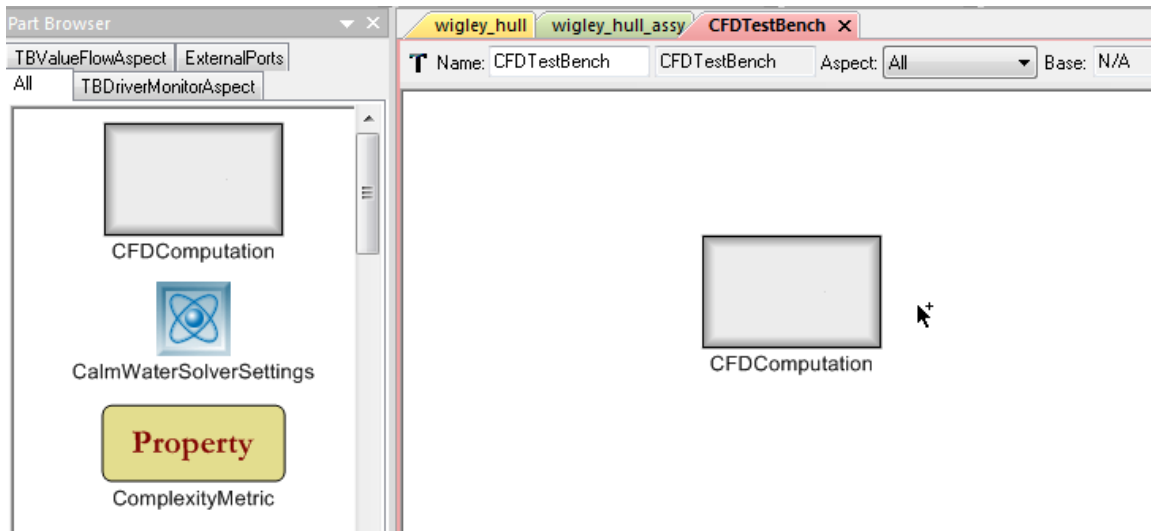 Part Browser
TBValueFlowAspect ExternalPorts
All TBDriverMonitorAspect
CFDComputation
CalmWaterSolverSettings
Property
ComplexityMetric
wigley_hull wigley_hull_assy CFDTestBench
Name: CFDTestBench CFDTestBench Aspect: All Base: N/A
CFDComputation